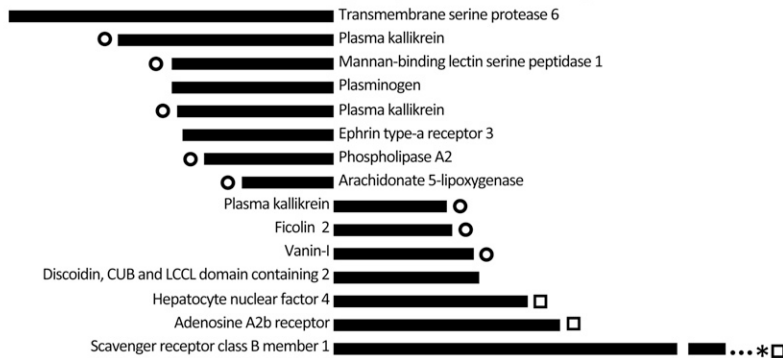 Transmembrane serine protease 6
Plasma kallikrein
Mannan-binding lectin serine peptidase 1
Plasminogen
Plasma kallikrein
Ephrin type-a receptor 3
Phospholipase A2
Arachidonate 5-lipoxygenase
Plasma kallikrein
Ficolin 2
Vanin-I
Discoidin, CUB and LCCL domain containing 2
Hepatocyte nuclear factor 4
Adenosine A2b receptor
Scavenger receptor class B member 1 ...*